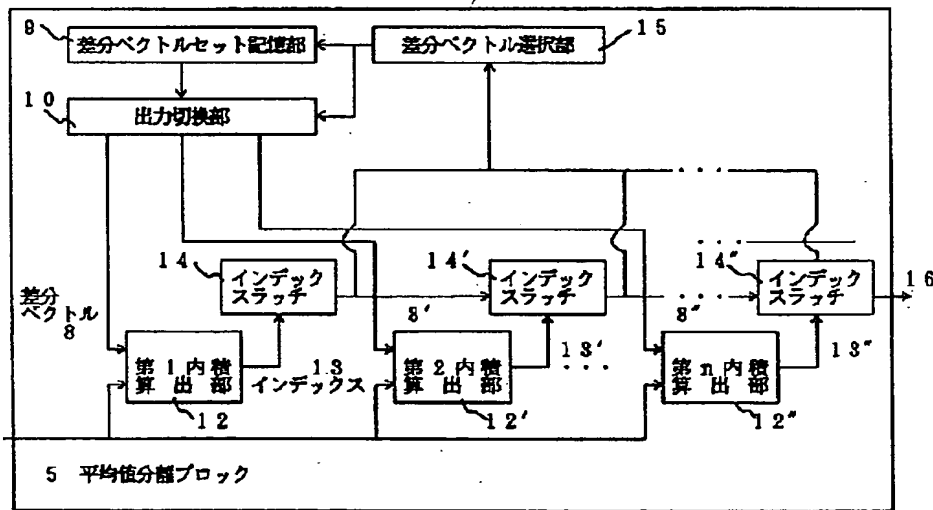 9 差分ベクトルセット記憶部 差分ベクトル選択部 15
10 出力切換部
14 インデック
スラッチ
14′ インデック
スラッチ
14″ インデック
スラッチ
16
8′
8″
差分
ベクトル
8
第1内積
算出部
12
13
インデックス
第2内積
算出部
12′
13′
第n内積
算出部
12″
13″
5 平均値分離ブロック